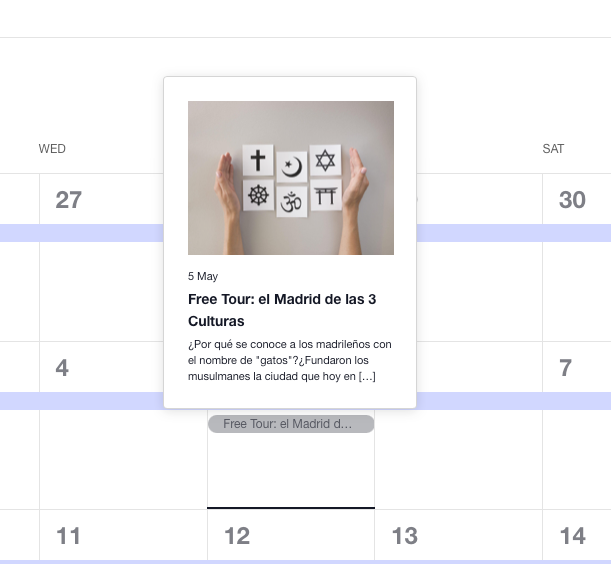 WED
SAT
27
30
5 May
Free Tour: el Madrid de las 3
Culturas
¿Por qué se conoce a los madrileños con
el nombre de "gatos"?¿Fundaron los
musulmanes la ciudad que hoy en [...]
4
7
Free Tour: el Madrid d...
11
12
13
14